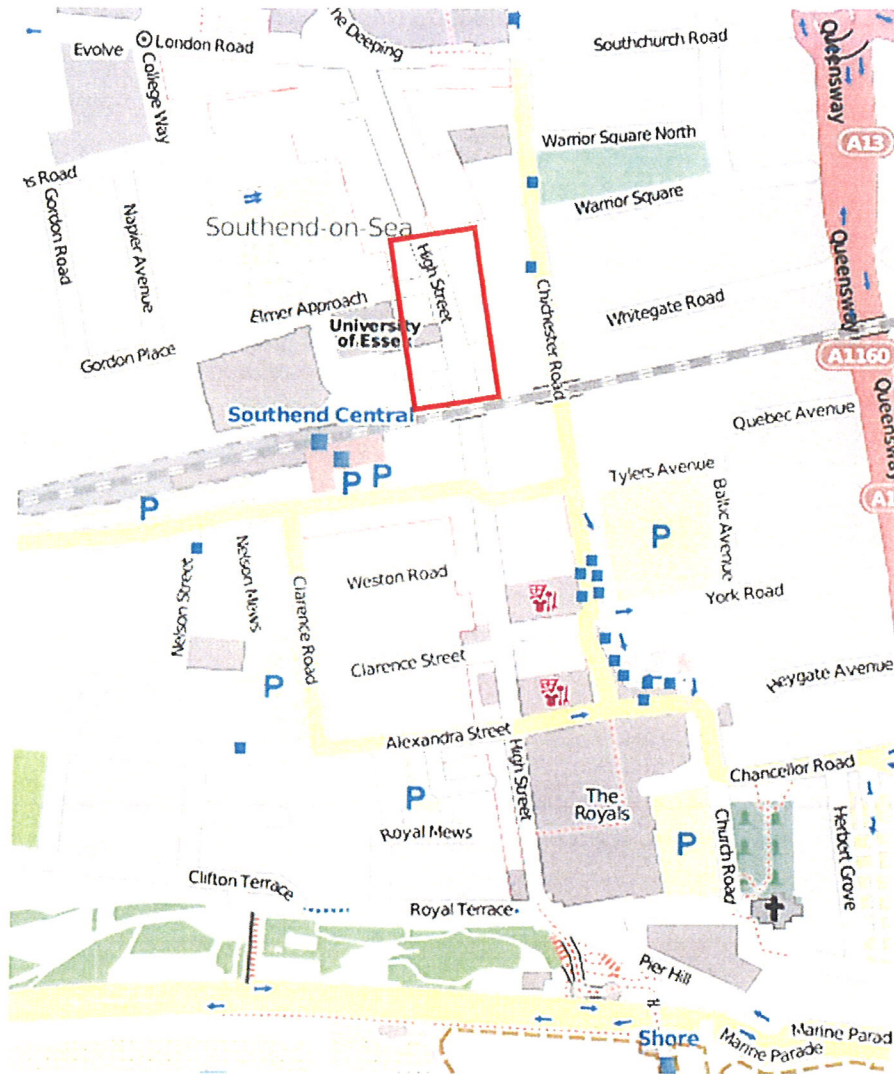 The Deeping
Evolve
London Road
Southchurch Road
Queensway
College Way
Warrior Square North
A13
Road
Gordon Road
Napier Avenue
Warrior Square
Southend-on-Sea
High Street
Queensway
Elmer Approach
Chichester Road
Whitegate Road
University
of Essex
Gordon Place
A1160
Southend Central
Queensway
Quebec Avenue
P
P
P
Tylers Avenue
Baltic Avenue
P
Nelson Street
Nelson Mews
Clarence Road
Weston Road
York Road
Clarence Street
P
Heygate Avenue
Alexandra Street
High Street
Chancellor Road
P
The
Royals
Royal Mews
P
Church Road
Herbert Grove
Clifton Terrace
Royal Terrace
Pier Hill
Shore
Marine Parade
Marine Parad